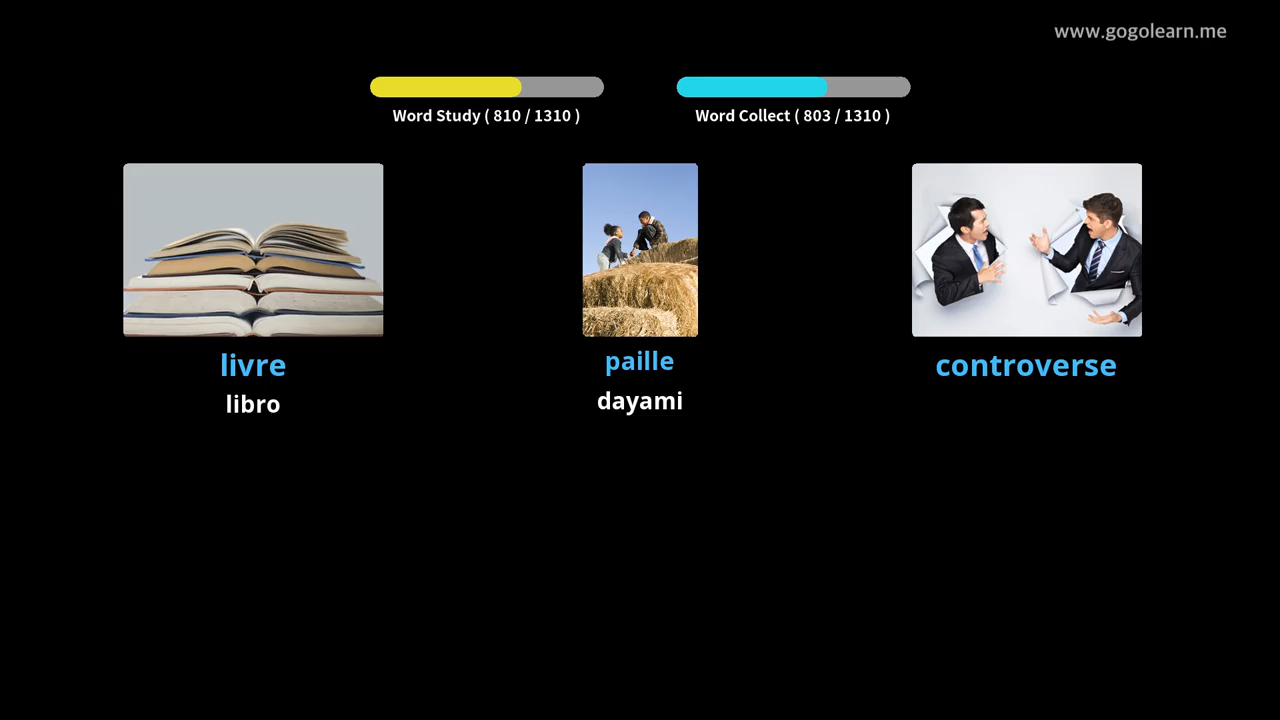 www.gogolearn.me
Word Study ( 810 / 1310 )
Word Collect ( 803 / 1310 )
livre
libro
paille
dayami
controverse